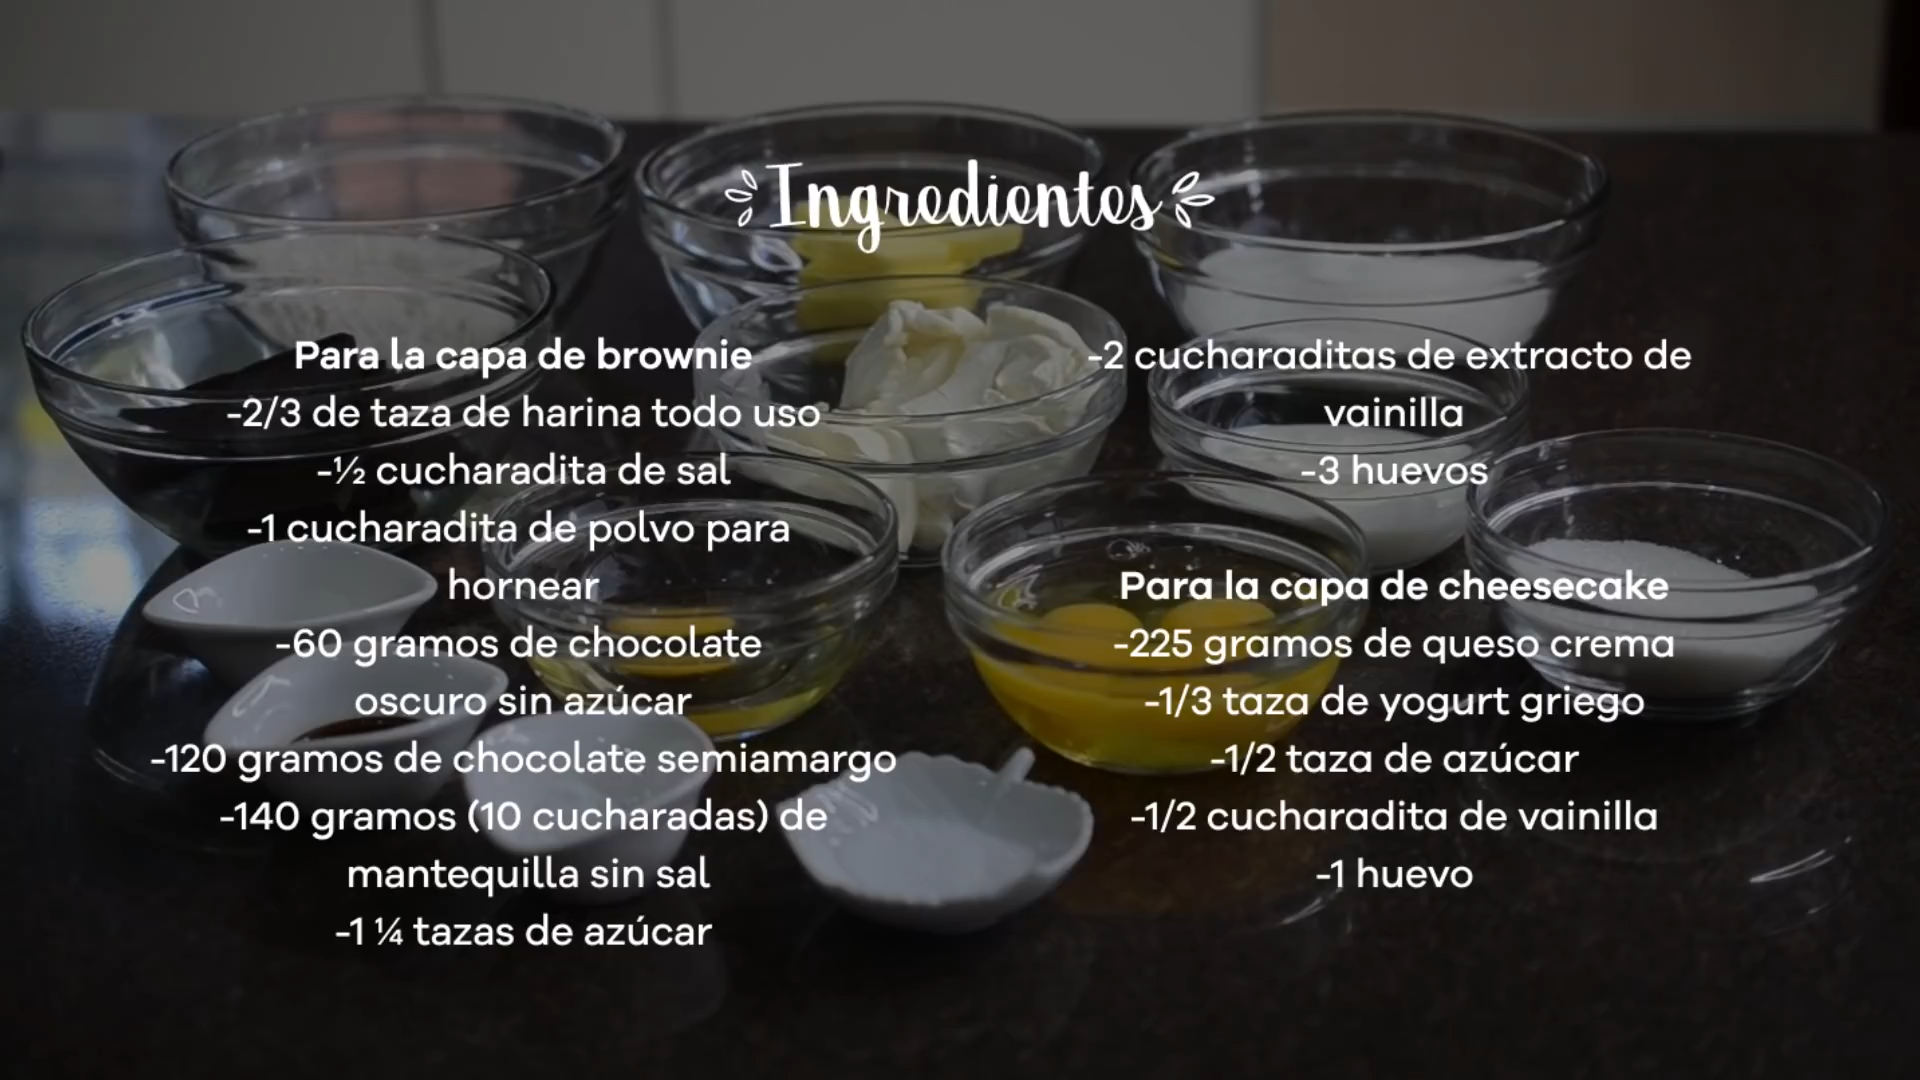 Ingredientes
Para la capa de brownie
-2/3 de taza de harina todo uso
-½ cucharadita de sal
-1 cucharadita de polvo para
hornear
-60 gramos de chocolate
oscuro sin azúcar
-120 gramos de chocolate semiamargo
-140 gramos (10 cucharadas) de
mantequilla sin sal
-1 ¼ tazas de azúcar
-2 cucharaditas de extracto de
vainilla
-3 huevos
Para la capa de cheesecake
-225 gramos de queso crema
-1/3 taza de yogurt griego
-1/2 taza de azúcar
-1/2 cucharadita de vainilla
-1 huevo